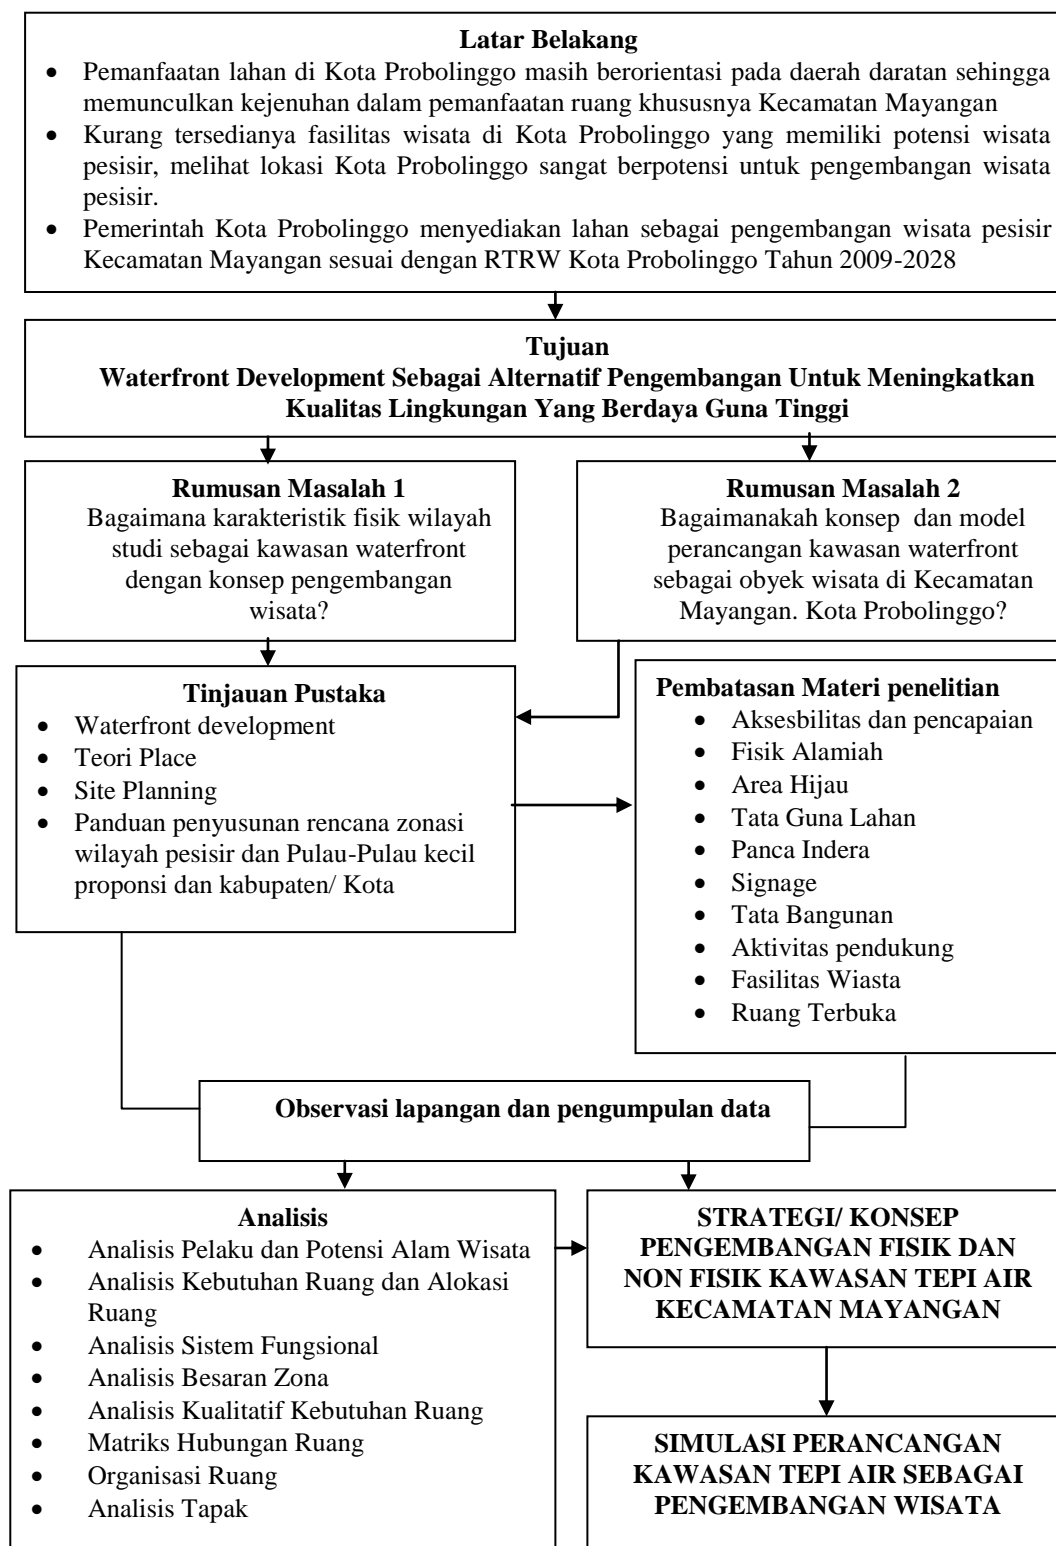 Latar Belakang
• Pemanfaatan lahan di Kota Probolinggo masih berorientasi pada daerah daratan sehingga
memunculkan kejenuhan dalam pemanfaatan ruang khususnya Kecamatan Mayangan
• Kurang tersedianya fasilitas wisata di Kota Probolinggo yang memiliki potensi wisata
pesisir, melihat lokasi Kota Probolinggo sangat berpotensi untuk pengembangan wisata
pesisir.
• Pemerintah Kota Probolinggo menyediakan lahan sebagai pengembangan wisata pesisir
Kecamatan Mayangan sesuai dengan RTRW Kota Probolinggo Tahun 2009-2028
Tujuan
Waterfront Development Sebagai Alternatif Pengembangan Untuk Meningkatkan
Kualitas Lingkungan Yang Berdaya Guna Tinggi
Rumusan Masalah 1
Bagaimana karakteristik fisik wilayah
studi sebagai kawasan waterfront
dengan konsep pengembangan
wisata?
Rumusan Masalah 2
Bagaimanakah konsep dan model
perancangan kawasan waterfront
sebagai obyek wisata di Kecamatan
Mayangan. Kota Probolinggo?
Tinjauan Pustaka
• Waterfront development
• Teori Place
• Site Planning
• Panduan penyusunan rencana zonasi
wilayah pesisir dan Pulau-Pulau kecil
proponsi dan kabupaten/ Kota
Pembatasan Materi penelitian
• Aksesbilitas dan pencapaian
• Fisik Alamiah
• Area Hijau
• Tata Guna Lahan
• Panca Indera
• Signage
• Tata Bangunan
• Aktivitas pendukung
• Fasilitas Wiasta
• Ruang Terbuka
Observasi lapangan dan pengumpulan data
Analisis
• Analisis Pelaku dan Potensi Alam Wisata
• Analisis Kebutuhan Ruang dan Alokasi
Ruang
• Analisis Sistem Fungsional
• Analisis Besaran Zona
• Analisis Kualitatif Kebutuhan Ruang
• Matriks Hubungan Ruang
• Organisasi Ruang
• Analisis Tapak
STRATEGI/ KONSEP
PENGEMBANGAN FISIK DAN
NON FISIK KAWASAN TEPI AIR
KECAMATAN MAYANGAN
SIMULASI PERANCANGAN
KAWASAN TEPI AIR SEBAGAI
PENGEMBANGAN WISATA